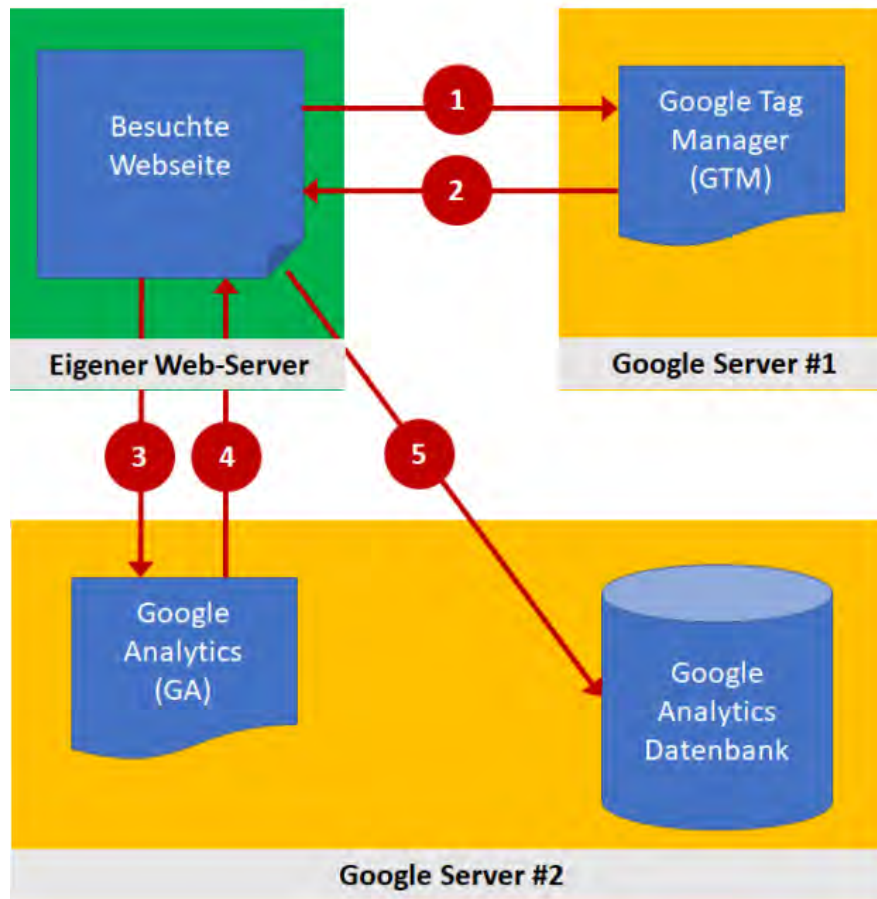 Besuchte
Webseite
1
Google Tag
Manager
(GTM)
2
Eigener Web-Server
Google Server #1
3
4
5
Google
Analytics
(GA)
Google
Analytics
Datenbank
Google Server #2